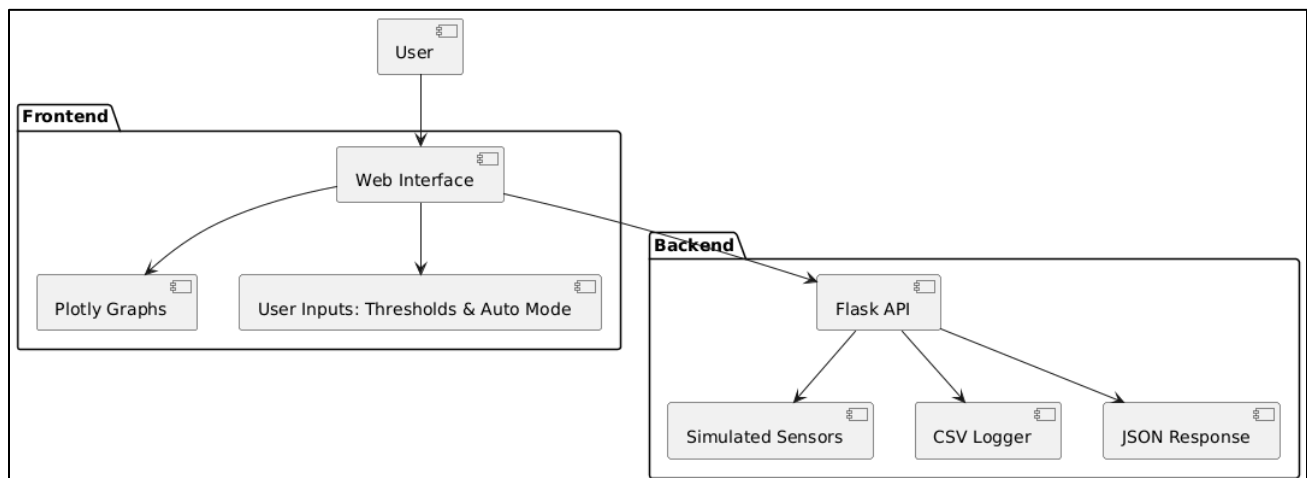 User
Frontend
Web Interface
Backend
Plotly Graphs
User Inputs: Thresholds & Auto Mode
Flask API
Simulated Sensors
CSV Logger
JSON Response